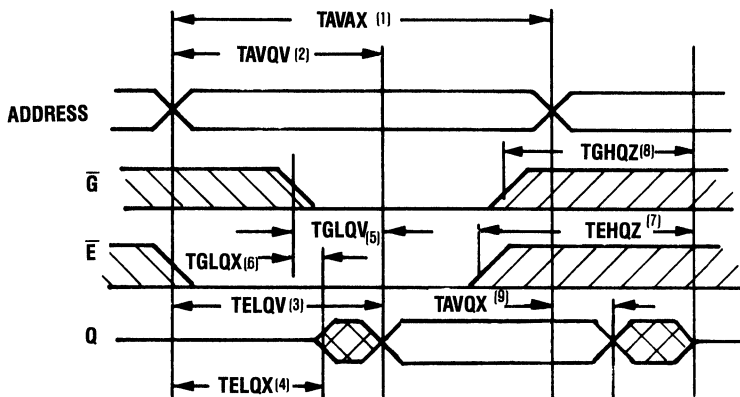 TAVAX (1)
TAVQV (2)
ADDRESS
TGHQZ(8)
G̅
TGLQV(5)
TEHQZ (7)
E̅
TGLQX(6)
TELQV(3)
TAVQX (9)
Q
TELQX(4)